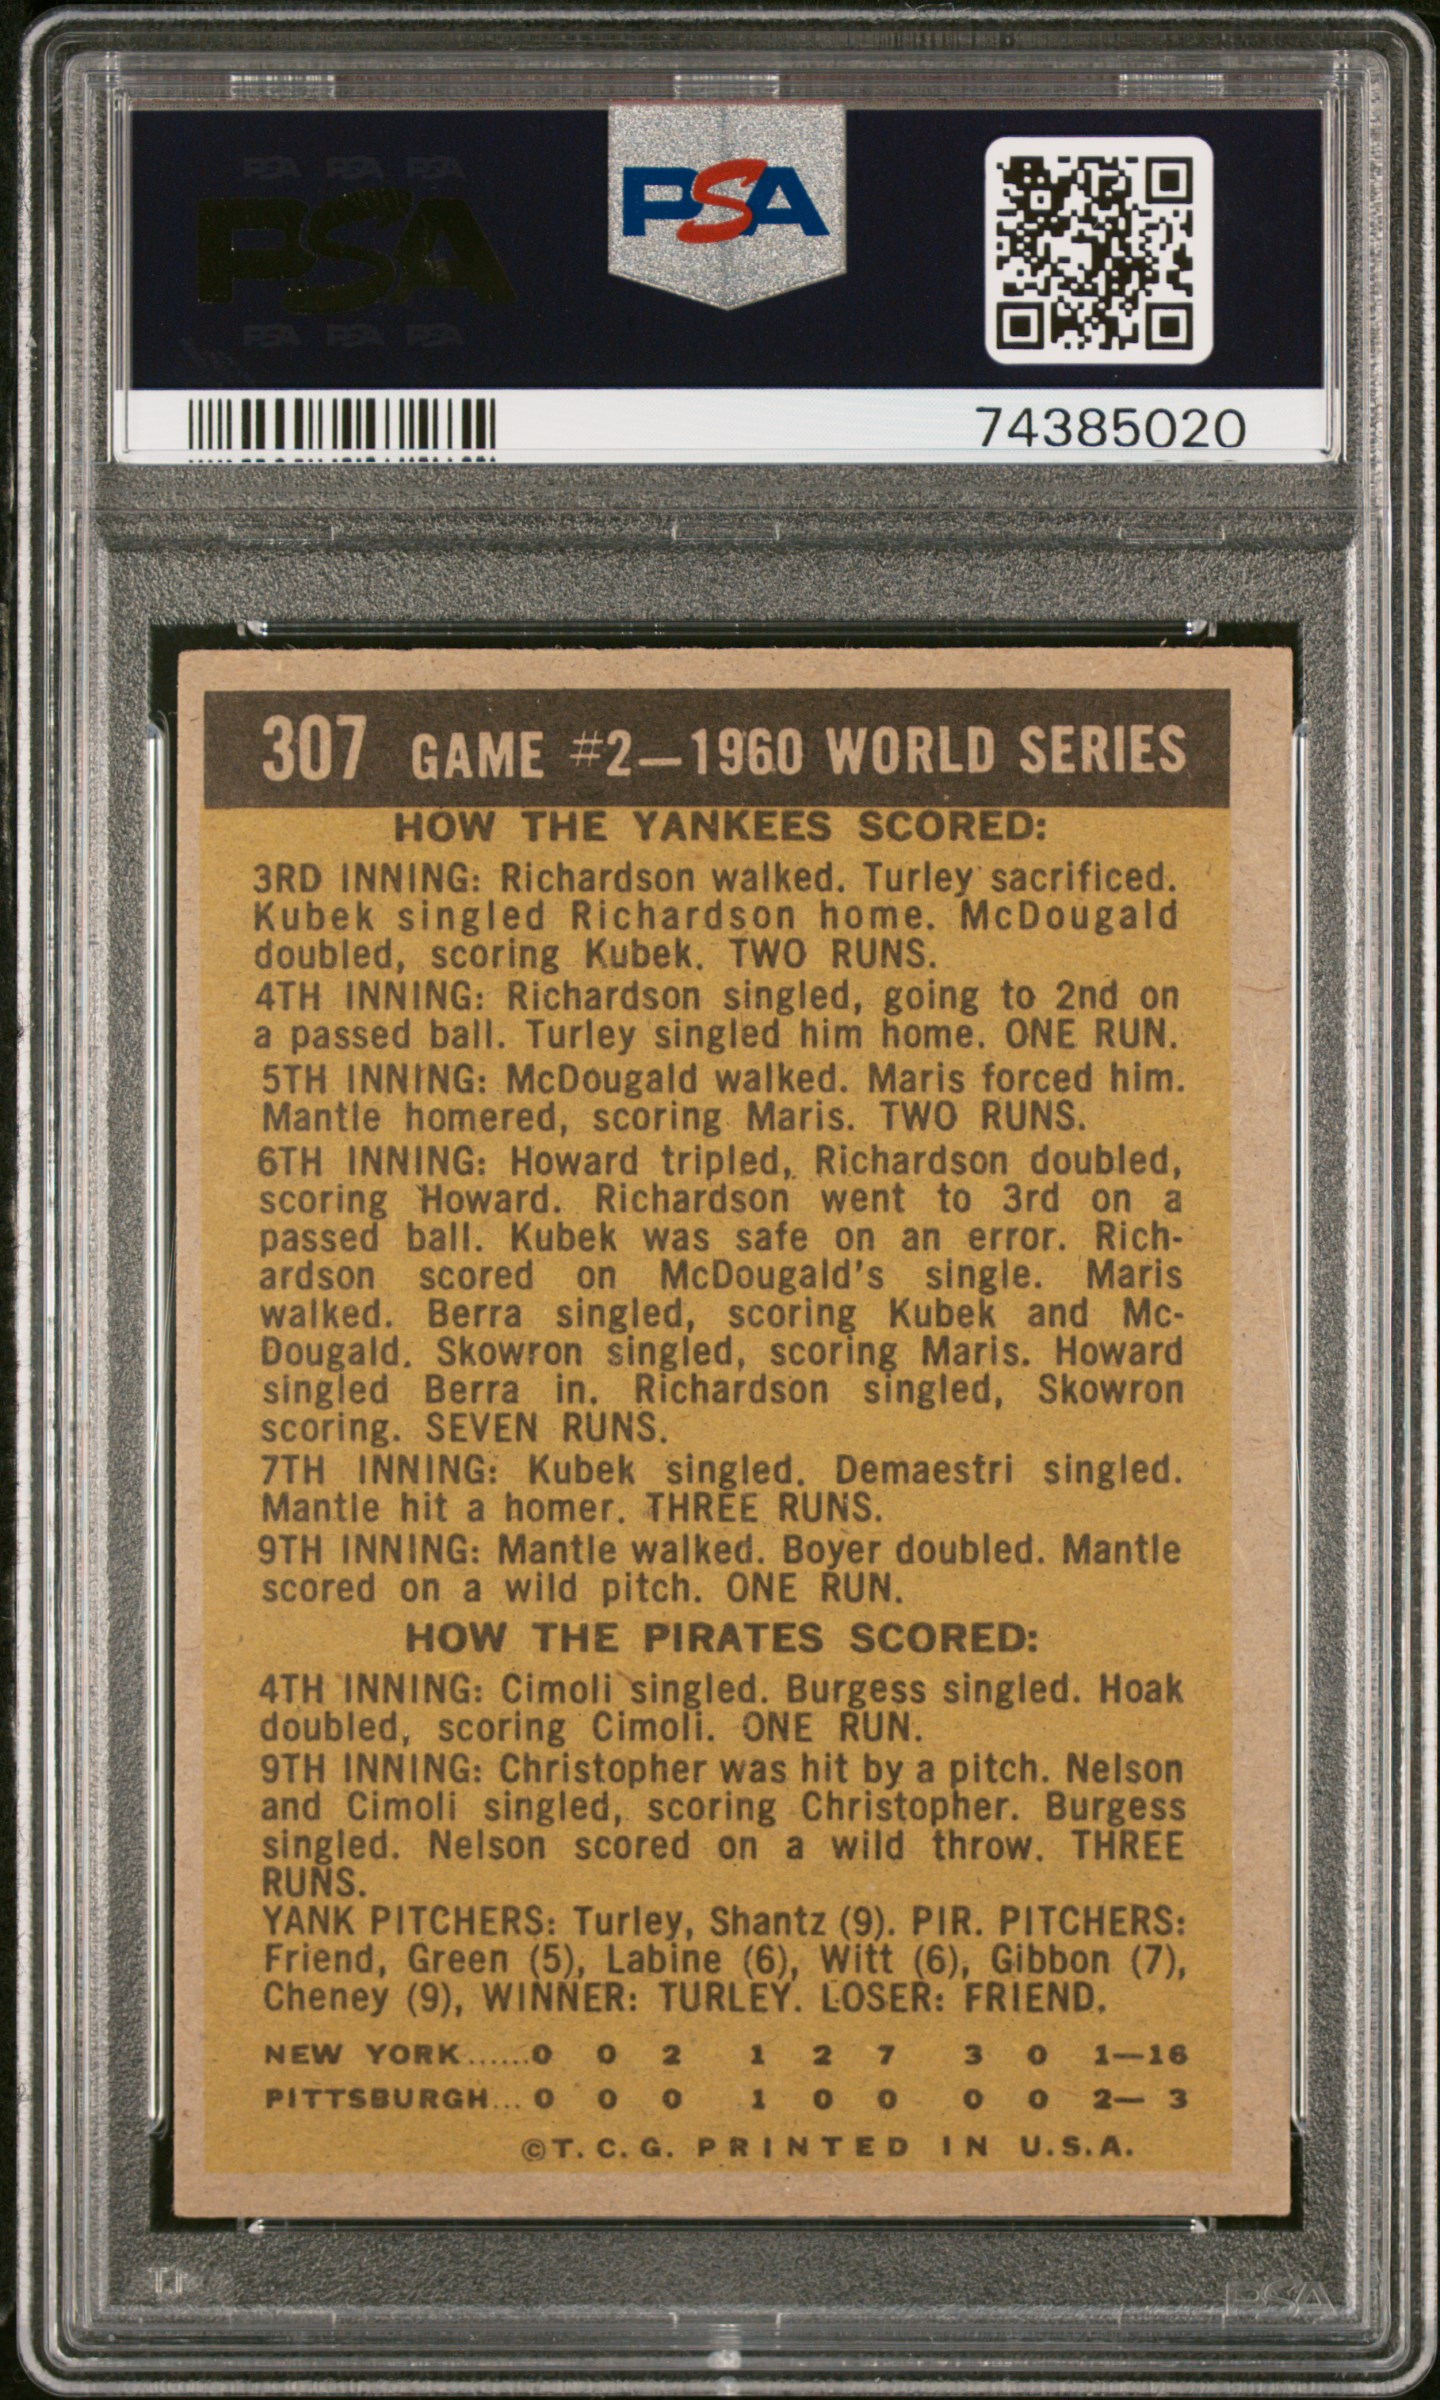 PSA PSA PSA
PSA
PSA PSA PSA
PSA
74385020
307 GAME #2—1960 WORLD SERIES
HOW THE YANKEES SCORED:
3RD INNING: Richardson walked. Turley sacrificed.
Kubek singled Richardson home. McDougald
doubled, scoring Kubek. TWO RUNS.
4TH INNING: Richardson singled, going to 2nd on
a passed ball. Turley singled him home. ONE RUN.
5TH INNING: McDougald walked. Maris forced him.
Mantle homered, scoring Maris. TWO RUNS.
6TH INNING: Howard tripled, Richardson doubled,
scoring Howard. Richardson went to 3rd on a
passed ball. Kubek was safe on an error. Rich-
ardson scored on McDougald's single. Maris
walked. Berra singled, scoring Kubek and Mc-
Dougald. Skowron singled, scoring Maris. Howard
singled Berra in. Richardson singled, Skowron
scoring. SEVEN RUNS.
7TH INNING: Kubek singled. Demaestri singled.
Mantle hit a homer. THREE RUNS.
9TH INNING: Mantle walked. Boyer doubled. Mantle
scored on a wild pitch. ONE RUN.
HOW THE PIRATES SCORED:
4TH INNING: Cimoli singled. Burgess singled. Hoak
doubled, scoring Cimoli. ONE RUN.
9TH INNING: Christopher was hit by a pitch. Nelson
and Cimoli singled, scoring Christopher. Burgess
singled. Nelson scored on a wild throw. THREE
RUNS.
YANK PITCHERS: Turley, Shantz (9). PIR. PITCHERS:
Friend, Green (5), Labine (6), Witt (6), Gibbon (7),
Cheney (9), WINNER: TURLEY. LOSER: FRIEND.
NEW YORK......0 0 2 1 2 7 3 0 1—16
PITTSBURGH...0 0 0 1 0 0 0 0 2— 3
©T. C. G. PRINTED IN U.S.A.
PSA